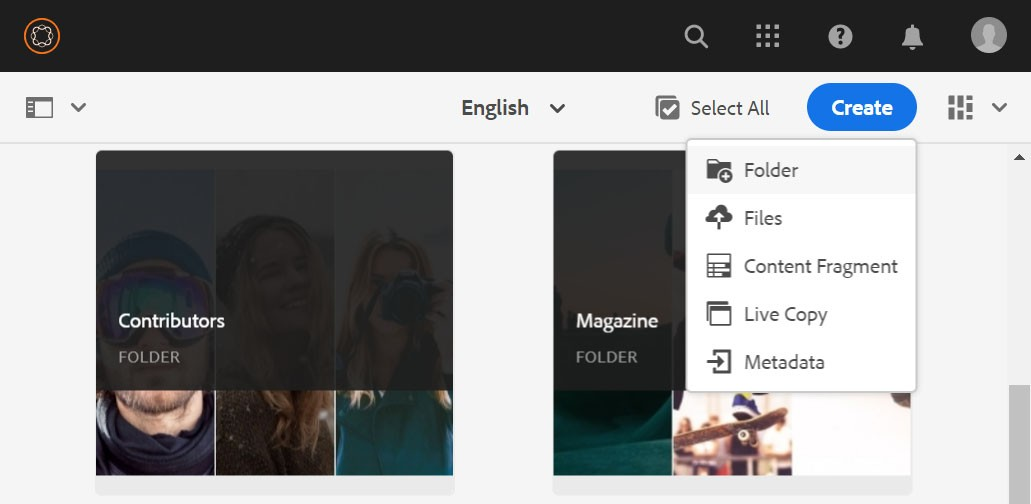 English
Select All
Create
Folder
Files
Content Fragment
Live Copy
Metadata
Contributors
FOLDER
Magazine
FOLDER